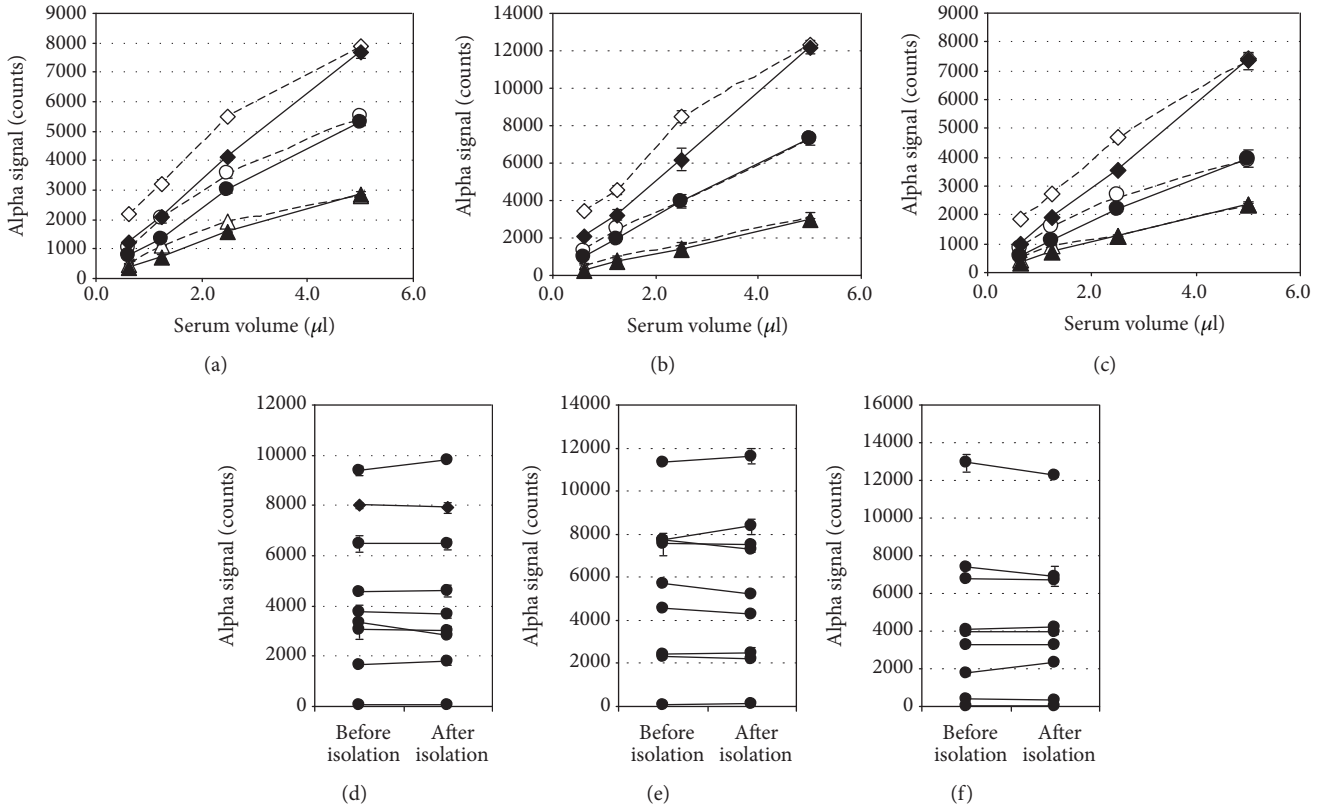 9000
8000
7000
6000
5000
4000
3000
2000
1000
0
0.0 2.0 4.0 6.0
Alpha signal (counts)
Serum volume (μl)
(a)
14000
12000
10000
8000
6000
4000
2000
0
0.0 2.0 4.0 6.0
Alpha signal (counts)
Serum volume (μl)
(b)
9000
8000
7000
6000
5000
4000
3000
2000
1000
0
0.0 2.0 4.0 6.0
Alpha signal (counts)
Serum volume (μl)
(c)
12000
10000
8000
6000
4000
2000
0
Alpha signal (counts)
Before After
isolation isolation
(d)
14000
12000
10000
8000
6000
4000
2000
0
Alpha signal (counts)
Before After
isolation isolation
(e)
16000
14000
12000
10000
8000
6000
4000
2000
0
Alpha signal (counts)
Before After
isolation isolation
(f)